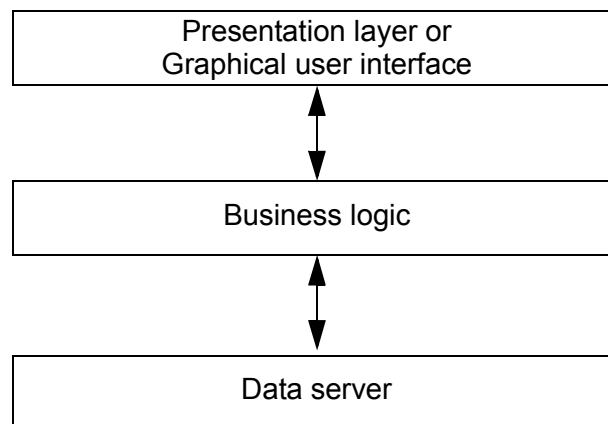 Presentation layer or
Graphical user interface
Business logic
Data server